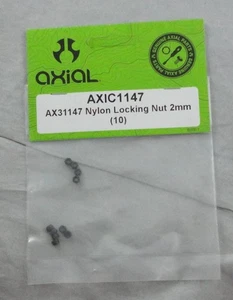 AXIAL
AXIC1147
AX31147 Nylon Locking Nut 2mm
(10)